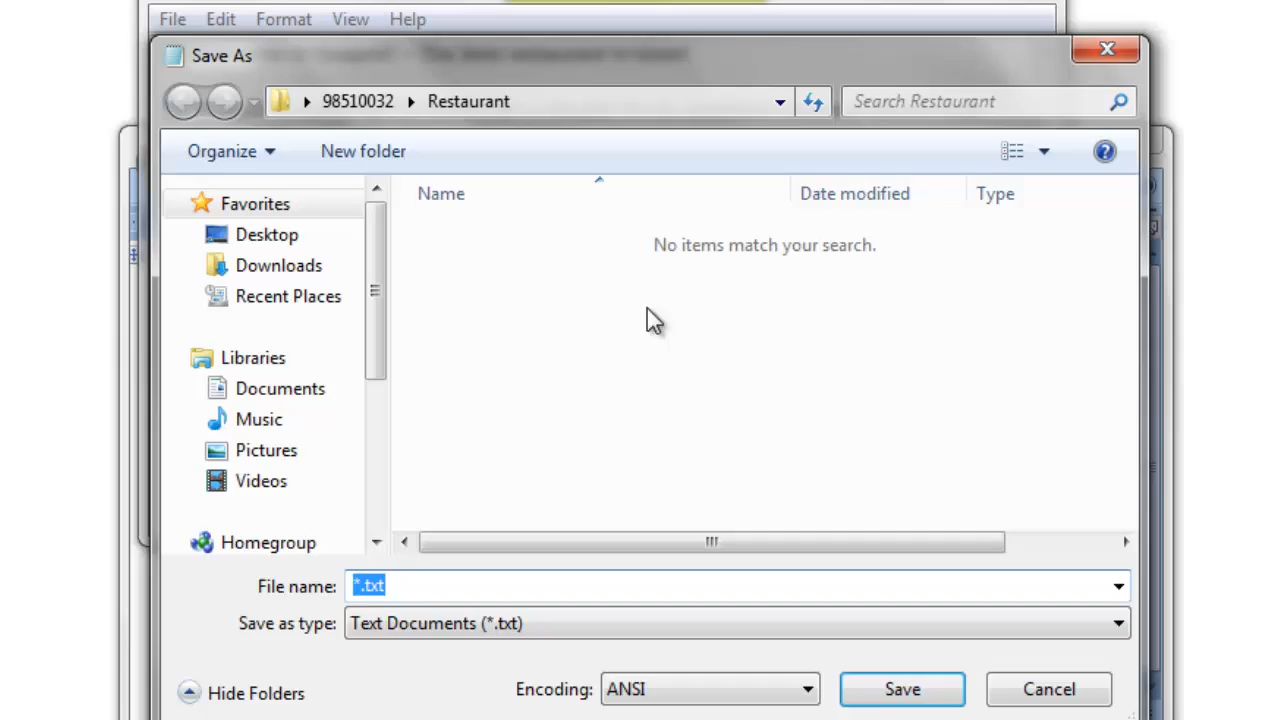 File Edit Format View Help
Save As
98510032 Restaurant Search Restaurant
Organize New folder
Name Date modified Type
No items match your search.
Favorites
Desktop
Downloads
Recent Places
Libraries
Documents
Music
Pictures
Videos
Homegroup
File name: *.txt
Save as type: Text Documents (*.txt)
Hide Folders Encoding: ANSI Save Cancel